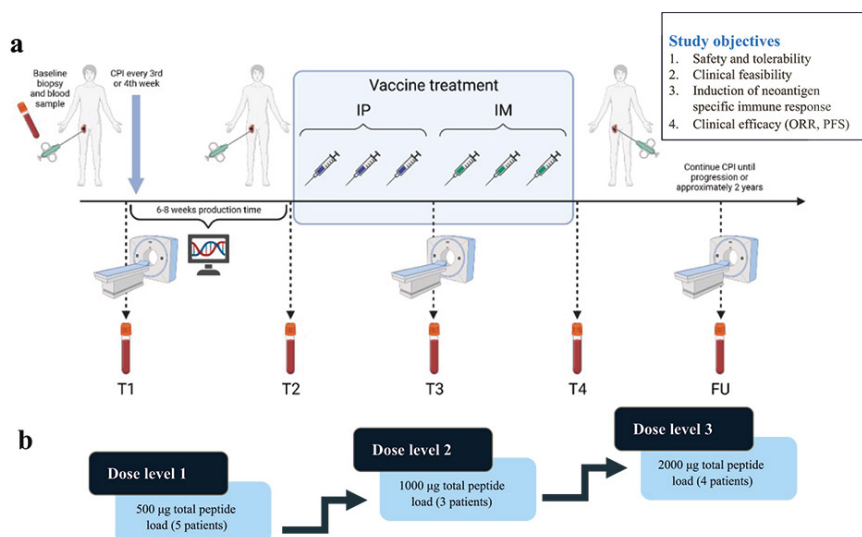 a
Baseline
biopsy
and blood
sample
CPI every 3rd
or 4th week
Vaccine treatment
IP
IM
Study objectives
1. Safety and tolerability
2. Clinical feasibility
3. Induction of neoantigen
specific immune response
4. Clinical efficacy (ORR, PFS)
Continue CPI until
progression or
approximately 2 years
6-8 weeks production time
T1
T2
T3
T4
FU
b
Dose level 1
500 µg total peptide
load (5 patients)
Dose level 2
1000 µg total peptide
load (3 patients)
Dose level 3
2000 µg total peptide
load (4 patients)